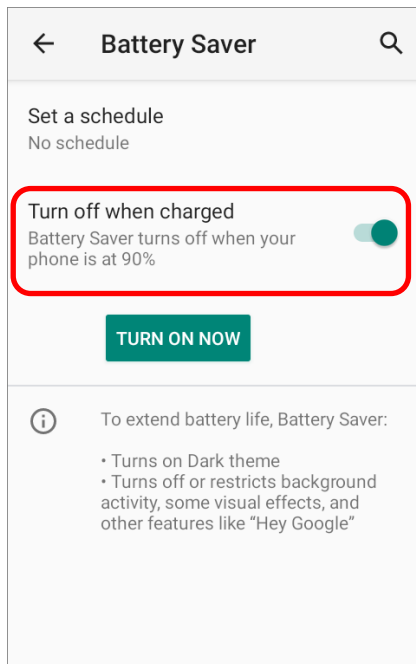 Battery Saver
Set a schedule
No schedule
Turn off when charged
Battery Saver turns off when your
phone is at 90%
TURN ON NOW
To extend battery life, Battery Saver:
• Turns on Dark theme
• Turns off or restricts background
activity, some visual effects, and
other features like “Hey Google”